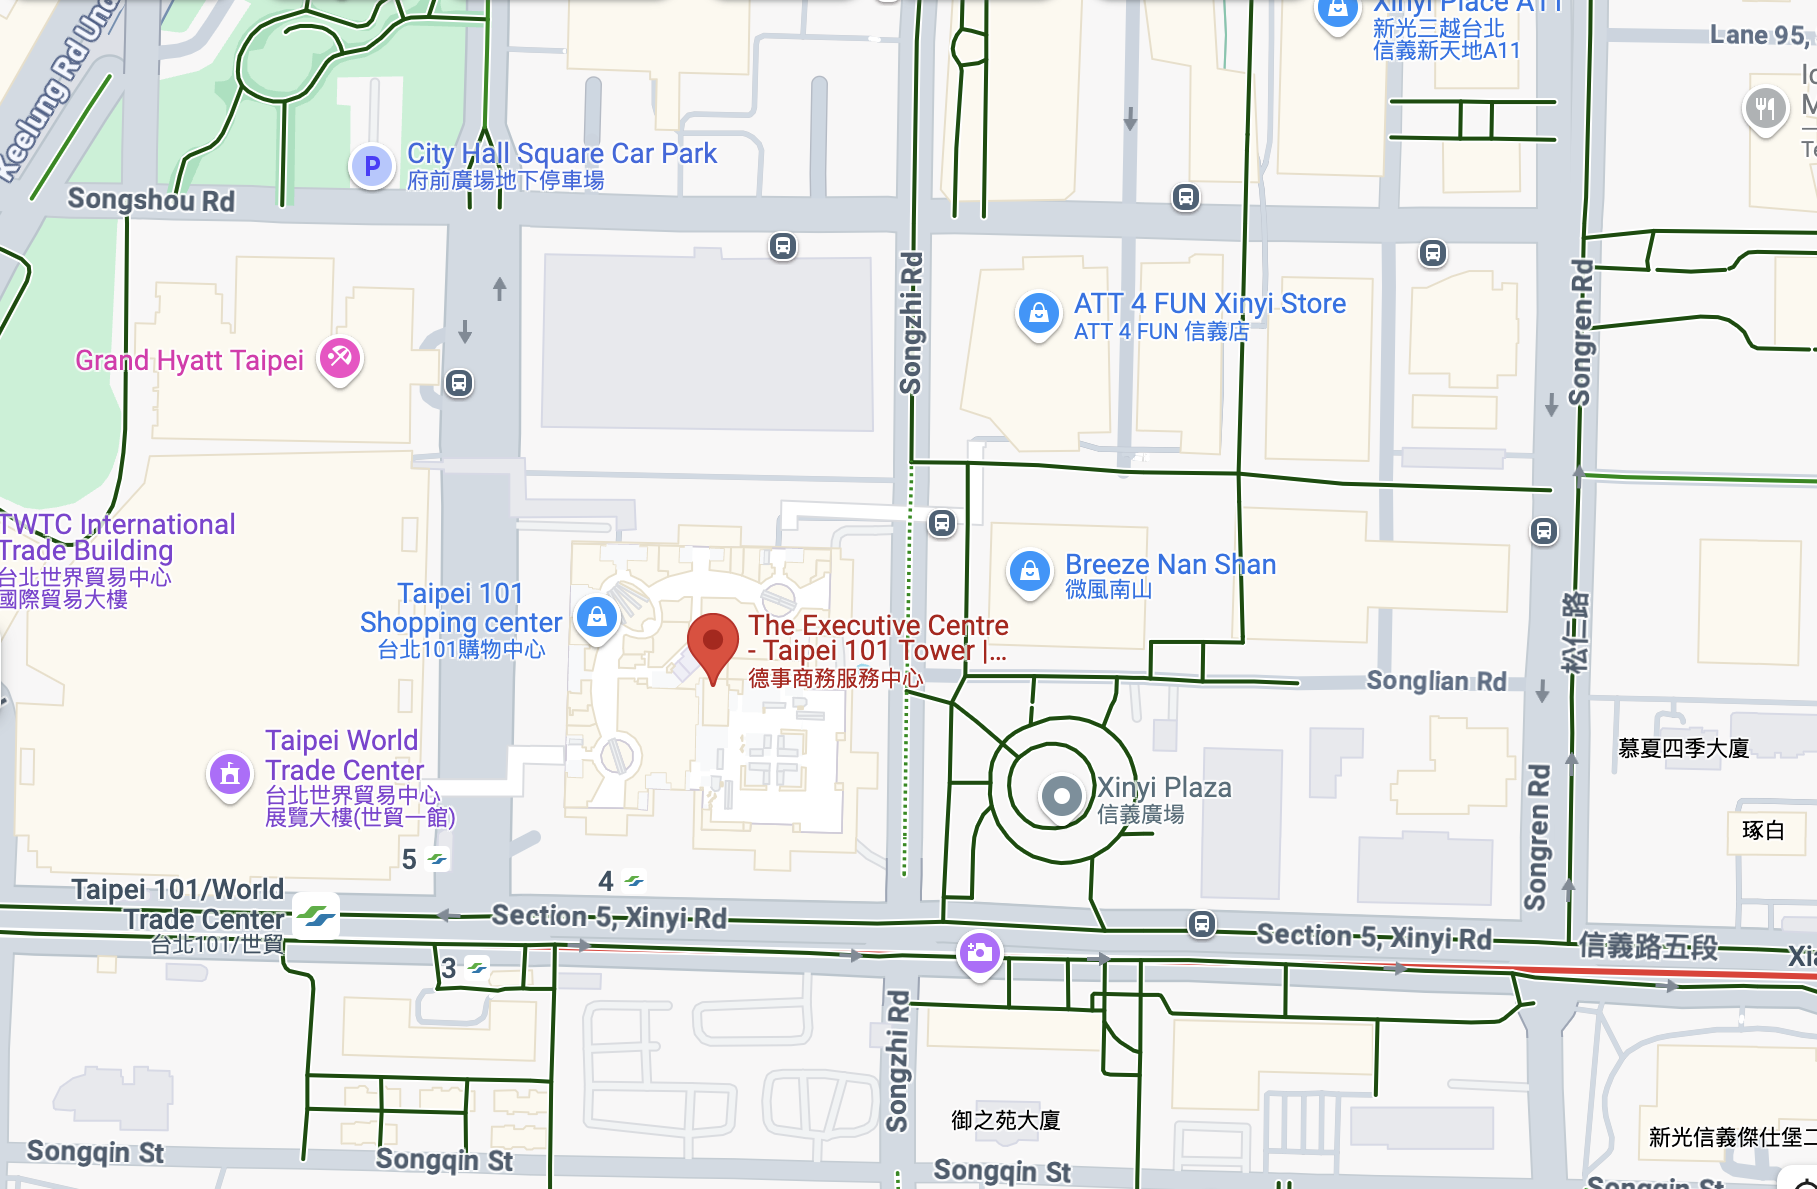 Xinyi Place A11
新光三越台北
信義新天地A11
Lane 95,
Keelung Rd Und
City Hall Square Car Park
府前廣場地下停車場
P
Songshou Rd
Songzhi Rd
Songren Rd
ATT 4 FUN Xinyi Store
ATT 4 FUN 信義店
Grand Hyatt Taipei
TWTC International
Trade Building
台北世界貿易中心
國際貿易大樓
Taipei 101
Shopping center
台北101購物中心
Breeze Nan Shan
微風南山
The Executive Centre
- Taipei 101 Tower |...
德事商務服務中心
松仁路
Songlian Rd
慕夏四季大廈
Taipei World
Trade Center
台北世界貿易中心
展覽大樓(世貿一館)
Xinyi Plaza
信義廣場
琢白
Songren Rd
5
4
Taipei 101/World
Trade Center
台北101/世貿
Section 5, Xinyi Rd
Section 5, Xinyi Rd
信義路五段
3
Songzhi Rd
御之苑大廈
新光信義傑仕堡二
Songqin St
Songqin St
Songqin St
Songqin St